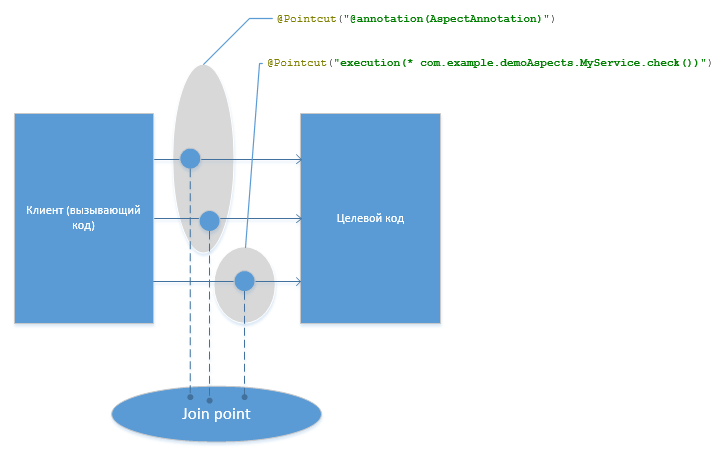 @Pointcut("@annotation(AspectAnnotation)")
@Pointcut("execution(* com.example.demoAspects.MyService.check())")
Клиент (вызывающий
код)
Целевой код
Join point